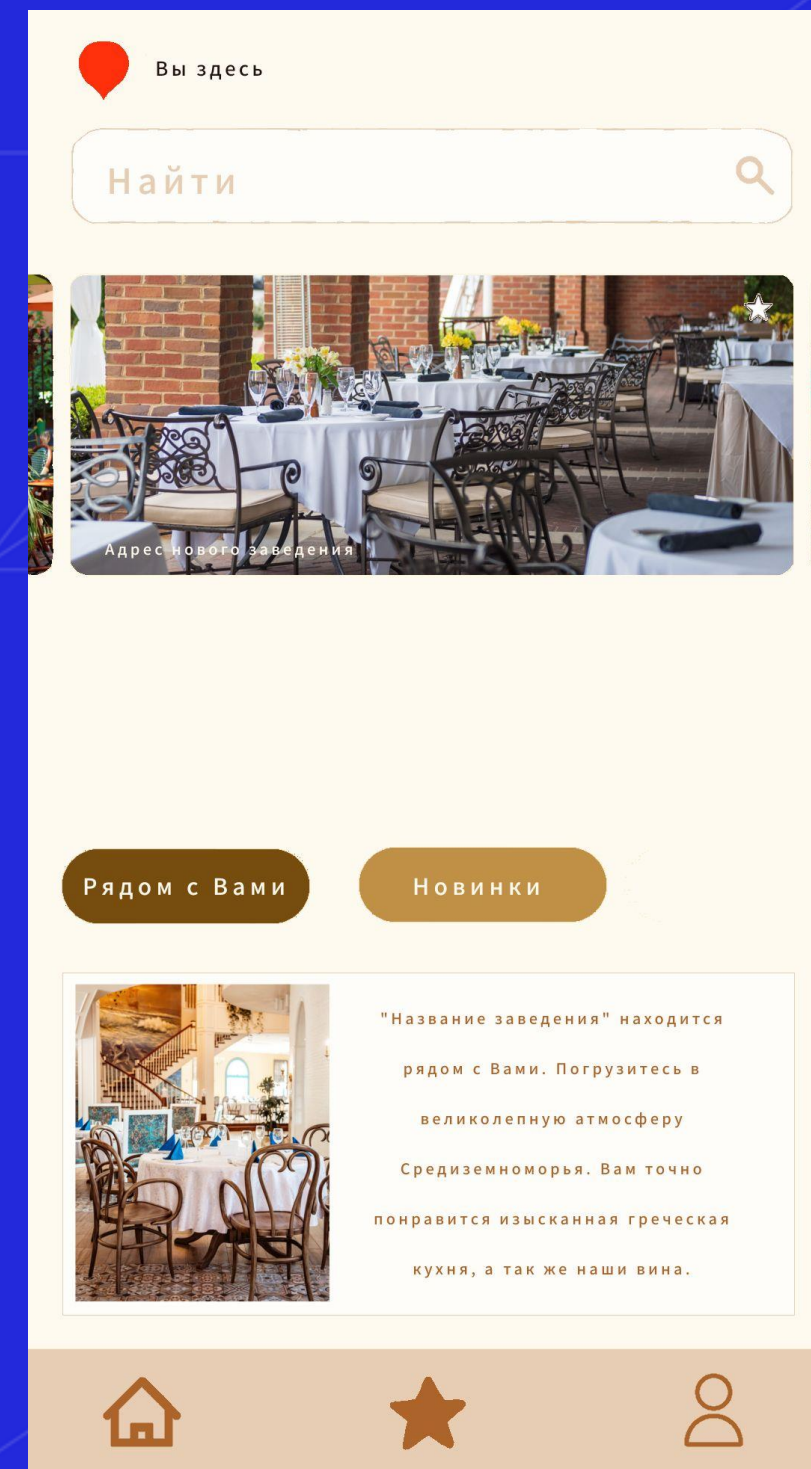 Вы здесь
Найти
Адрес нового заведения
Рядом с Вами
Новинки
"Название заведения" находится
рядом с Вами. Погрузитесь в
великолепную атмосферу
Средиземноморья. Вам точно
понравится изысканная греческая
кухня, а так же наши вина.